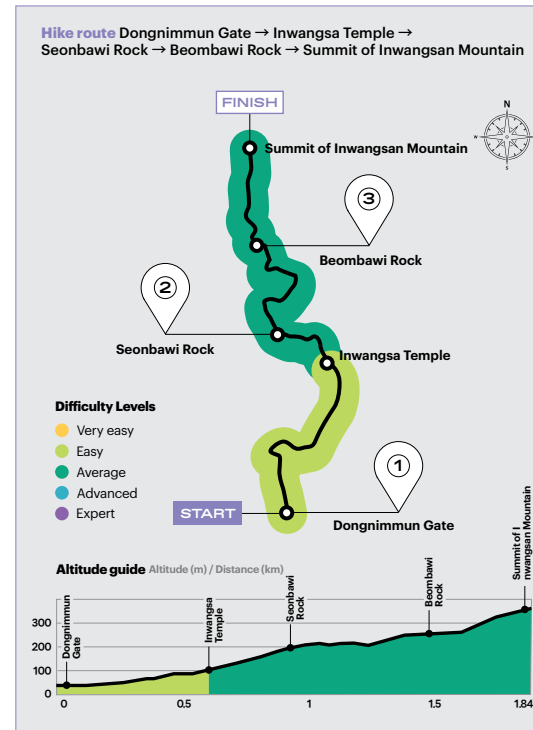 Hike route Dongnimmun Gate → Inwangsa Temple →
Seonbawi Rock → Beombawi Rock → Summit of Inwangsan Mountain
FINISH
N
W
S
Summit of Inwangsan Mountain
3
Beombawi Rock
2
Seonbawi Rock
Inwangsa Temple
Difficulty Levels
Very easy
Easy
Average
Advanced
Expert
1
START
Dongnimmun Gate
Altitude guide Altitude (m) / Distance (km)
Dongnimmun
Gate
Inwangsa
Temple
Seonbawi
Rock
Beombawi
Rock
Summit of I
nwangsan Mountain
300
200
100
0
0
0.5
1
1.5
1.84